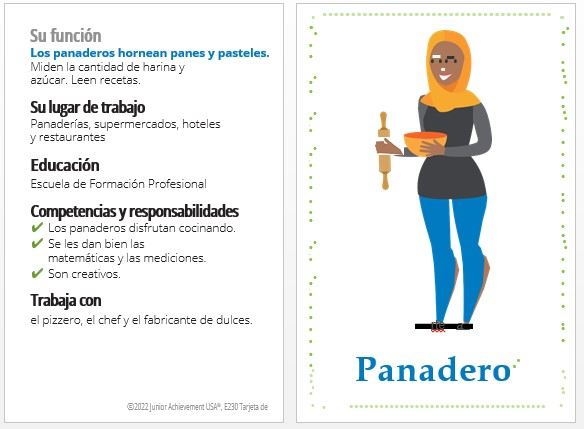 Su función
Los panaderos hornean panes y pasteles.
Miden la cantidad de harina y
azúcar. Leen recetas.
Su lugar de trabajo
Panaderías, supermercados, hoteles
y restaurantes
Educación
Escuela de Formación Profesional
Competencias y responsabilidades
✔ Los panaderos disfrutan cocinando.
✔ Se les dan bien las
matemáticas y las mediciones.
✔ Son creativos.
Trabaja con
el pizzero, el chef y el fabricante de dulces.
©2022 Junior Achievement USA®, EZ30 Tarjeta de
Panadero